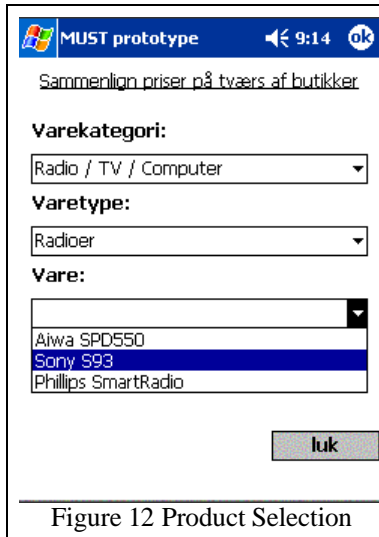 MUST prototype 9:14 ok
Sammenlign priser på tværs af butikker
Varekategori:
Radio / TV / Computer
Varetype:
Radioer
Vare:
Aiwa SPD550
Sony S93
Phillips SmartRadio
luk
Figure 12 Product Selection